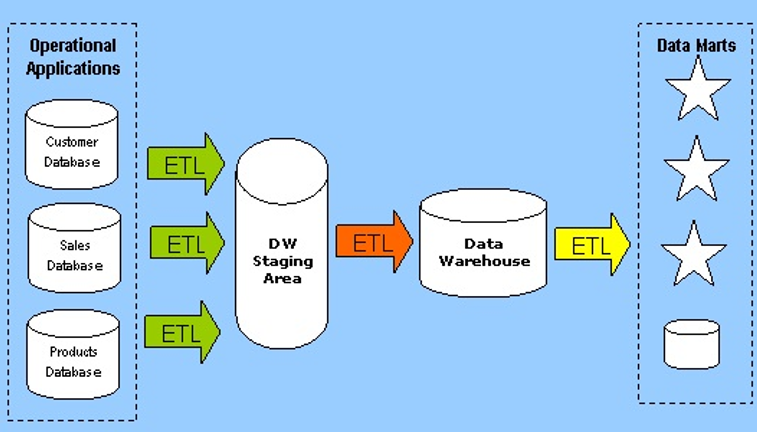 Operational
Applications
Customer
Database
Sales
Database
Products
Database
ETL
ETL
ETL
DW
Staging
Area
ETL
Data
Warehouse
ETL
Data Marts